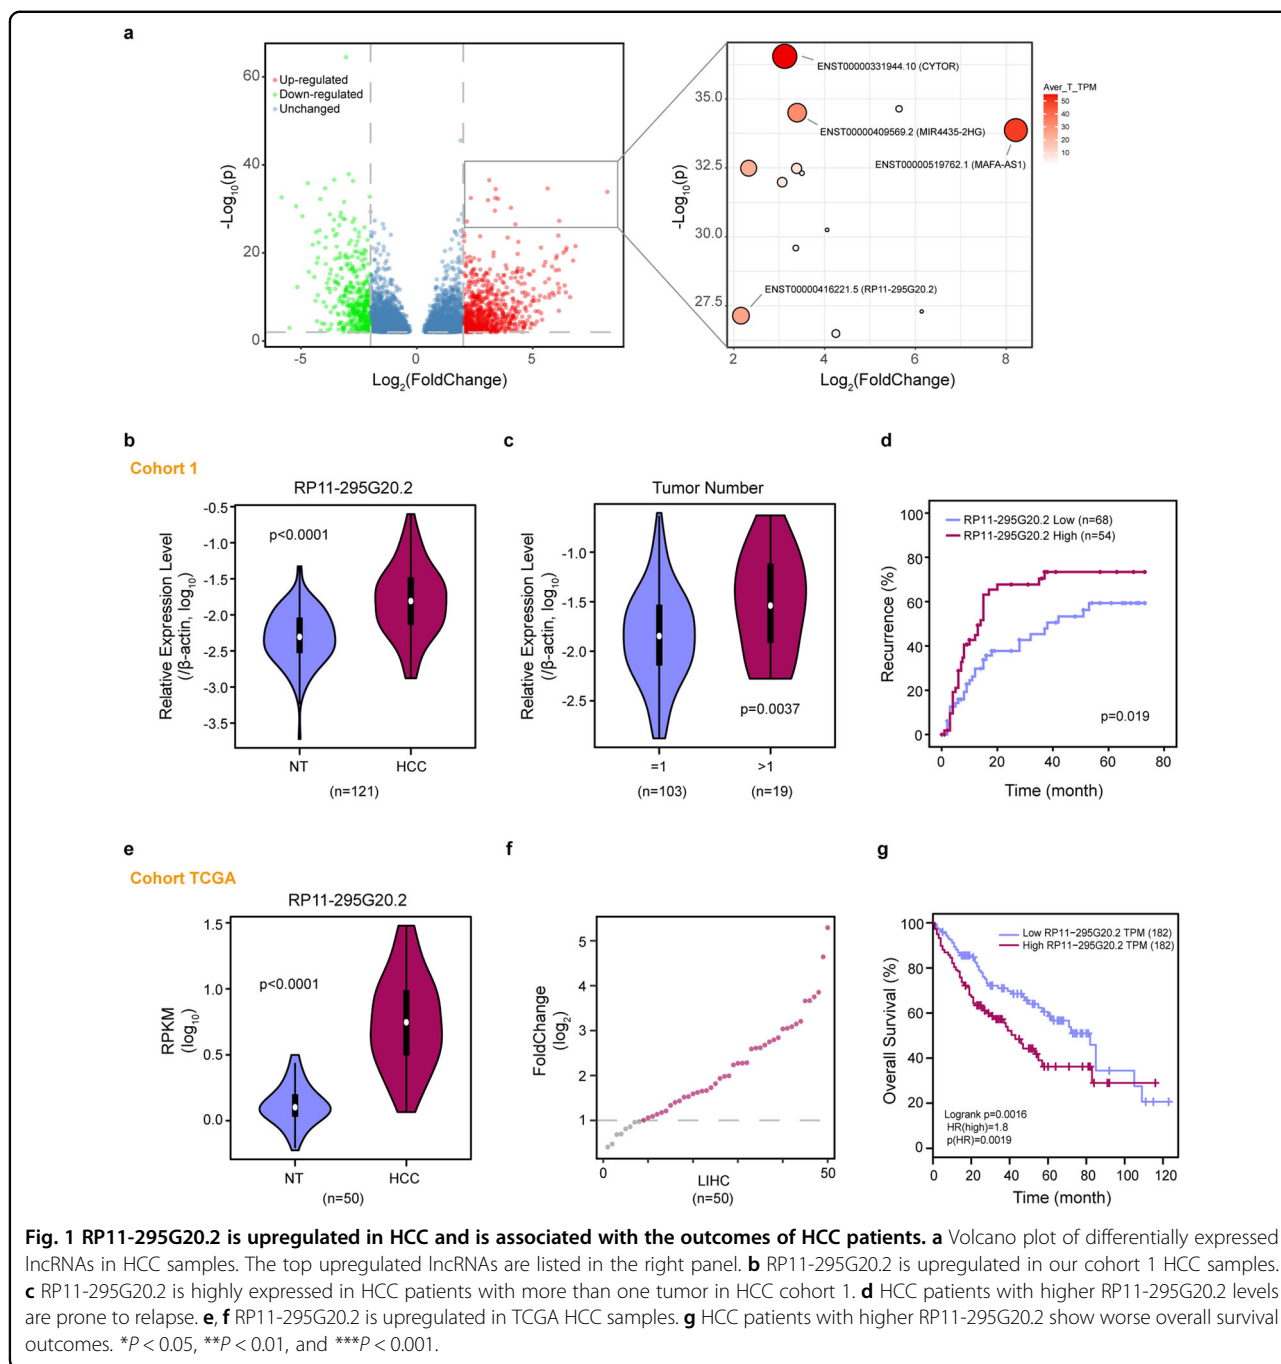 a
60
40
20
0
-Log10(p)
Up-regulated
Down-regulated
Unchanged
-5
0
5
Log2(FoldChange)
35.0
32.5
30.0
27.5
-Log10(p)
ENST00000331944.10 (CYTOR)
ENST00000409569.2 (MIR4435-2HG)
ENST00000519762.1 (MAFA-AS1)
ENST00000416221.5 (RP11-295G20.2)
2
4
6
8
Log2(FoldChange)
Aver_T_TPM
50
40
30
20
10
b
Cohort 1
RP11-295G20.2
Relative Expression Level
(/β-actin, log10)
-0.5
-1.0
-1.5
-2.0
-2.5
-3.0
-3.5
p<0.0001
NT
HCC
(n=121)
c
Tumor Number
Relative Expression Level
(/β-actin, log10)
-1.0
-1.5
-2.0
-2.5
p=0.0037
=1
>1
(n=103)
(n=19)
d
Recurrence (%)
100
80
60
40
20
0
RP11-295G20.2 Low (n=68)
RP11-295G20.2 High (n=54)
p=0.019
0
20
40
60
80
Time (month)
e
Cohort TCGA
RP11-295G20.2
RPKM
(log10)
1.5
1.0
0.5
0.0
p<0.0001
NT
HCC
(n=50)
f
FoldChange
(log2)
5
4
3
2
1
0
50
LIHC
(n=50)
g
Overall Survival (%)
100
80
60
40
20
0
Low RP11-295G20.2 TPM (182)
High RP11-295G20.2 TPM (182)
Logrank p=0.0016
HR(high)=1.8
p(HR)=0.0019
0
20
40
60
80
100
120
Time (month)
Fig. 1 RP11-295G20.2 is upregulated in HCC and is associated with the outcomes of HCC patients. a Volcano plot of differentially expressed
lncRNAs in HCC samples. The top upregulated lncRNAs are listed in the right panel. b RP11-295G20.2 is upregulated in our cohort 1 HCC samples.
c RP11-295G20.2 is highly expressed in HCC patients with more than one tumor in HCC cohort 1. d HCC patients with higher RP11-295G20.2 levels
are prone to relapse. e, f RP11-295G20.2 is upregulated in TCGA HCC samples. g HCC patients with higher RP11-295G20.2 show worse overall survival
outcomes. *P < 0.05, **P < 0.01, and ***P < 0.001.